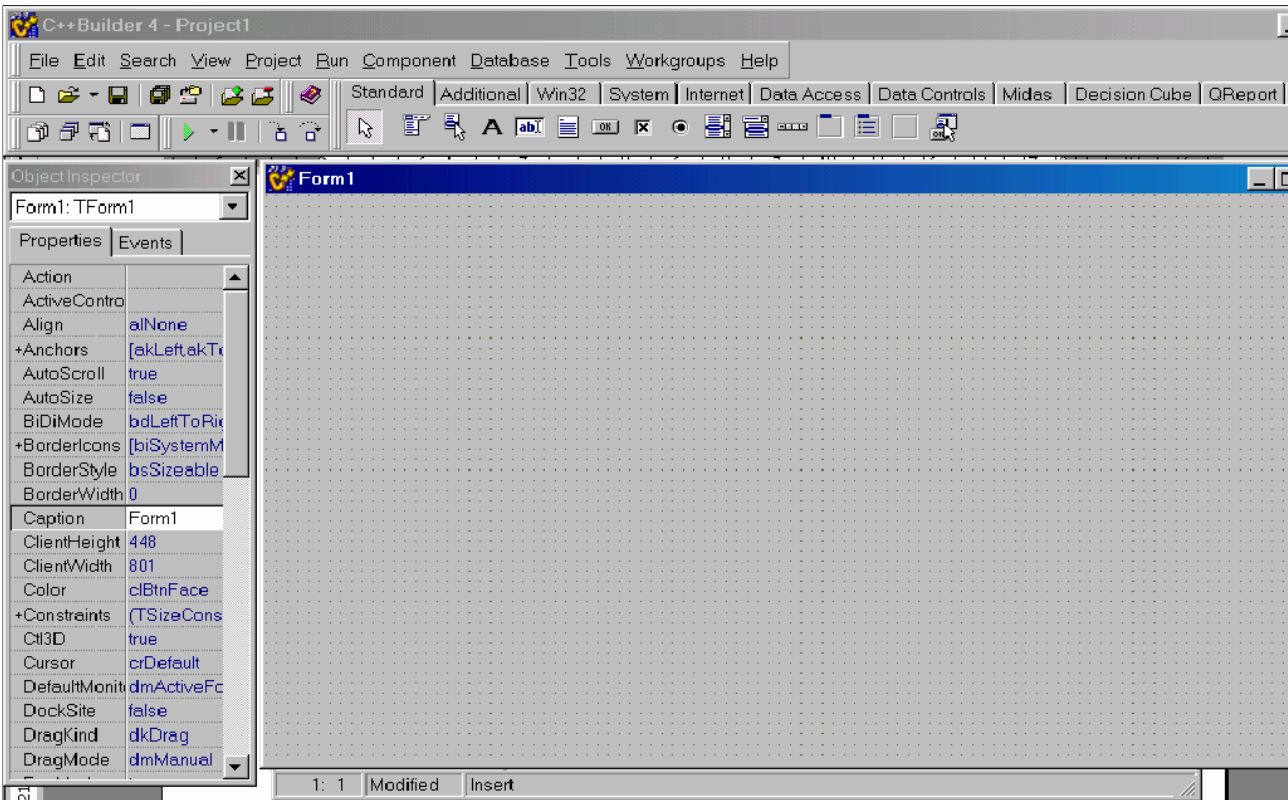 C++Builder 4 - Project1
File Edit Search View Project Run Component Database Tools Workgroups Help
Standard Additional Win32 System Internet Data Access Data Controls Midas Decision Cube QReport
A ab OK OK
Object Inspector
Form1
Form1: TForm1
Properties Events
Action
ActiveContro
Align alNone
+Anchors [akLeft,akTo
AutoScroll true
AutoSize false
BiDiMode bdLeftToRig
+BorderIcons [biSystemM
BorderStyle bsSizeable
BorderWidth 0
Caption Form1
ClientHeight 448
ClientWidth 801
Color clBtnFace
+Constraints (TSizeCons
Ctl3D true
Cursor crDefault
DefaultMonit dmActiveFo
DockSite false
DragKind dkDrag
DragMode dmManual
1: 1 Modified Insert
21